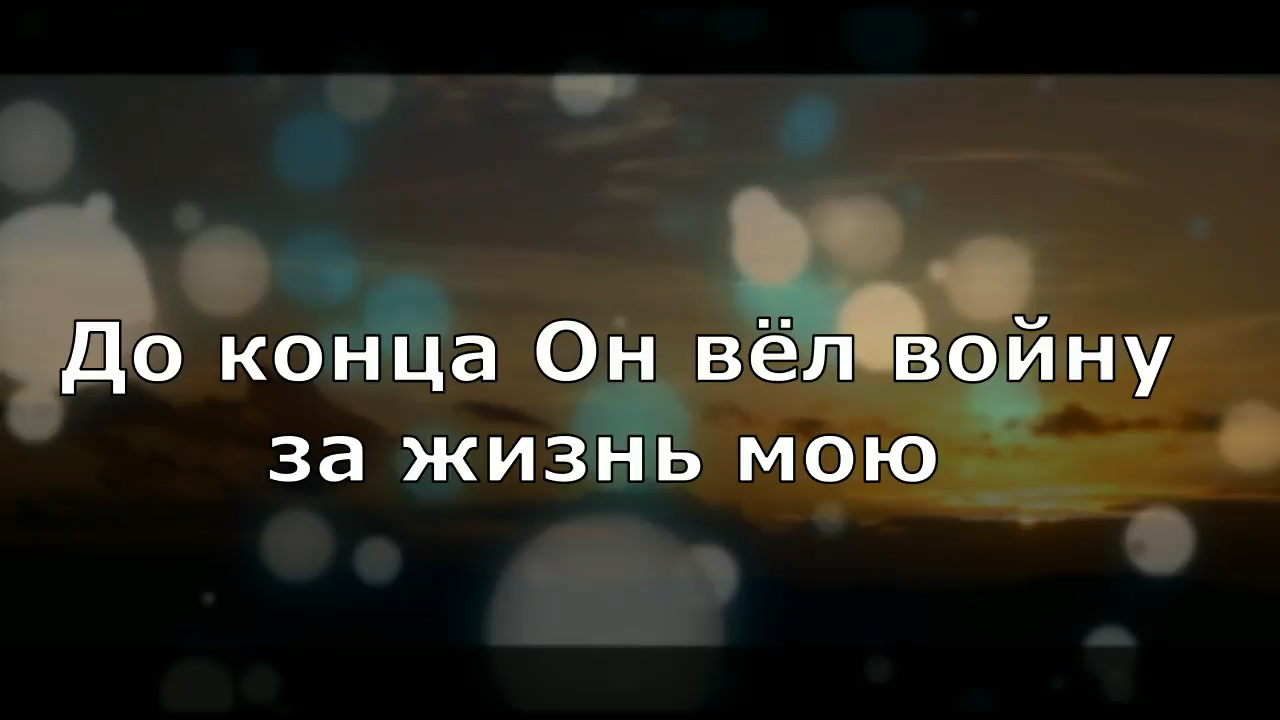 До конца Он вёл войну
за жизнь мою